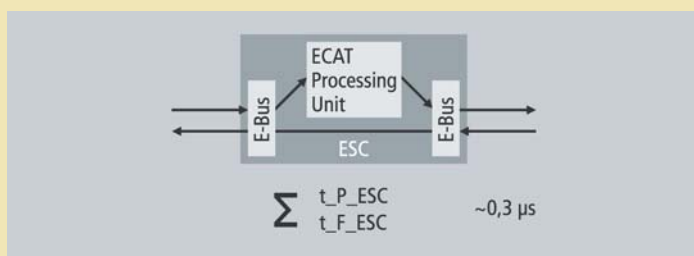 ECAT
Processing
Unit
E-Bus
E-Bus
ESC
Σ t_P_ESC
t_F_ESC
~0,3 µs